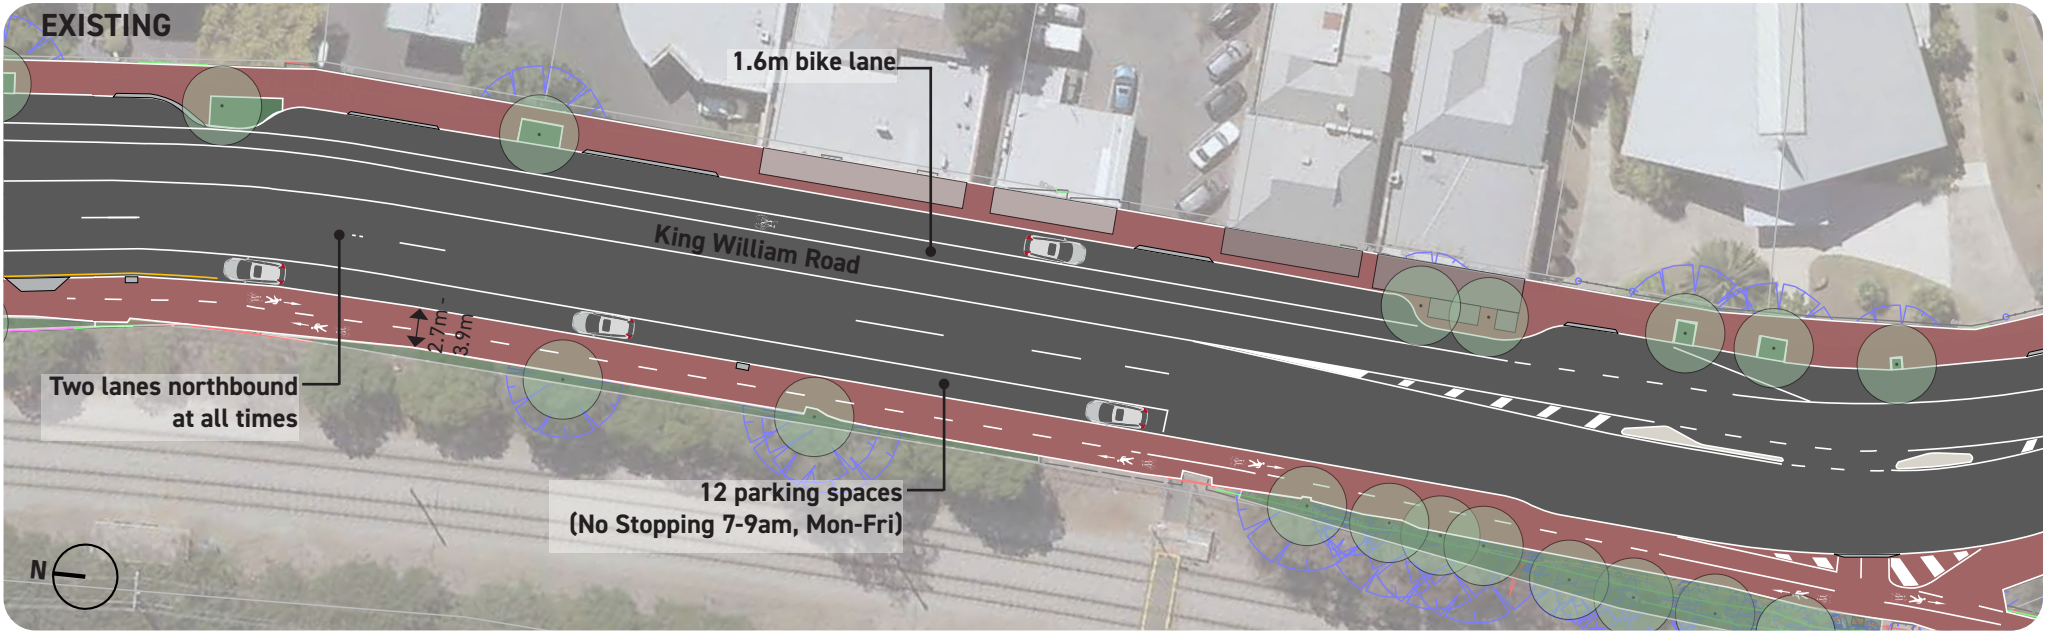 EXISTING
1.6m bike lane
King William Road
2.7m -
3.9m
Two lanes northbound
at all times
12 parking spaces
(No Stopping 7-9am, Mon-Fri)
N